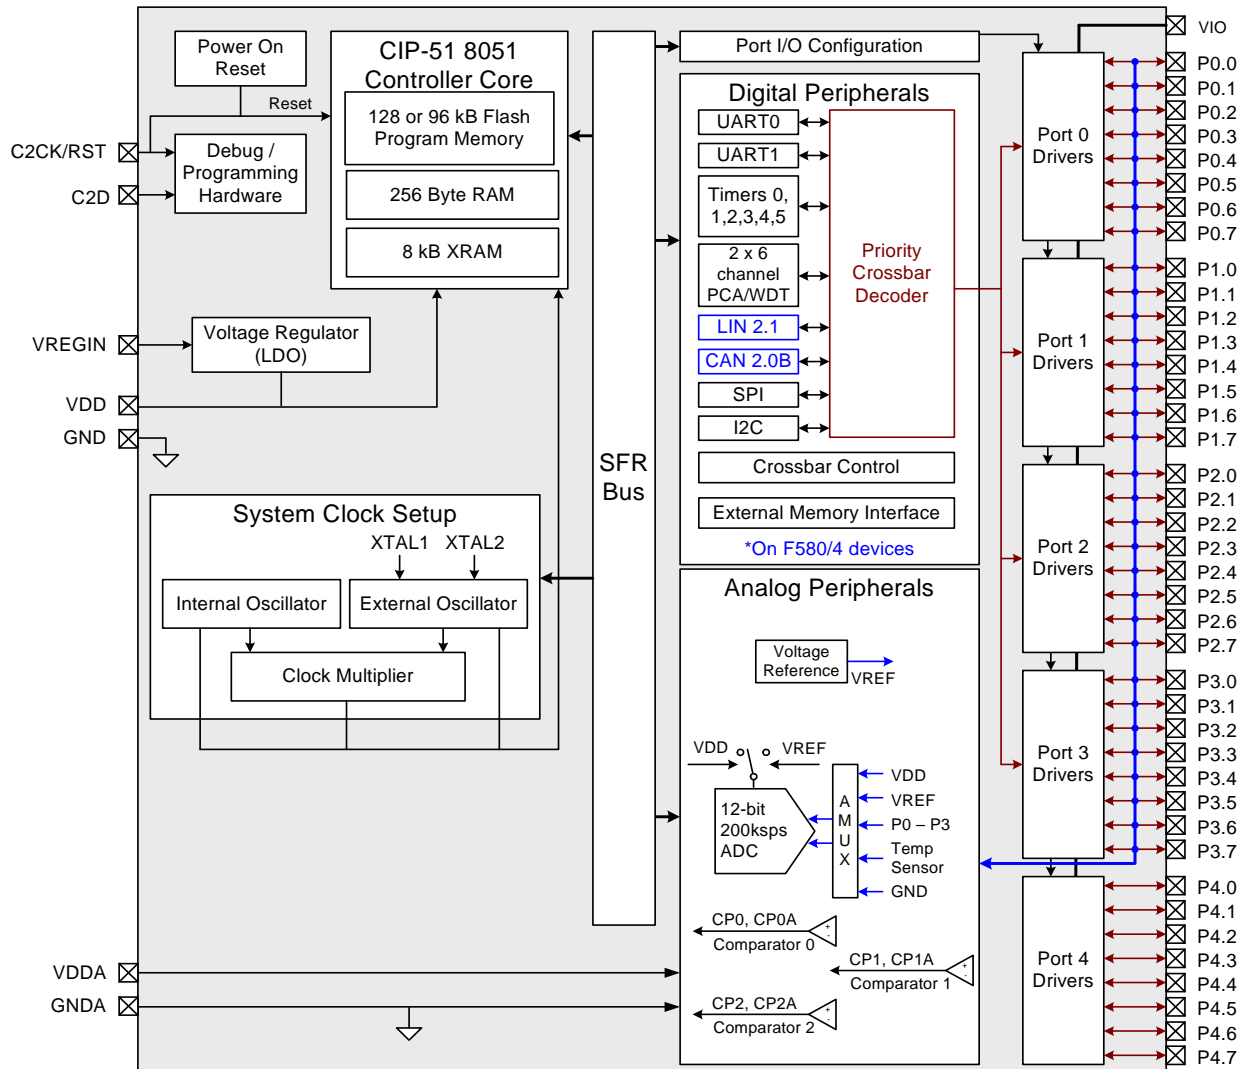 Power On
Reset
Reset
C2CK/RST
Debug /
Programming
Hardware
C2D
CIP-51 8051
Controller Core
128 or 96 kB Flash
Program Memory
256 Byte RAM
8 kB XRAM
VREGIN
Voltage Regulator
(LDO)
VDD
GND
System Clock Setup
XTAL1
XTAL2
Internal Oscillator
External Oscillator
Clock Multiplier
VDDA
GNDA
SFR
Bus
Port I/O Configuration
Digital Peripherals
UART0
UART1
Timers 0,
1,2,3,4,5
2 x 6
channel
PCA/WDT
LIN 2.1
CAN 2.0B
SPI
I2C
Priority
Crossbar
Decoder
Crossbar Control
External Memory Interface
*On F580/4 devices
Analog Peripherals
Voltage
Reference
VREF
VDD
VREF
12-bit
200ksps
ADC
A
M
U
X
VDD
VREF
P0 – P3
Temp
Sensor
GND
CP0, CP0A
+
-
Comparator 0
CP1, CP1A
+
-
Comparator 1
CP2, CP2A
+
-
Comparator 2
Port 0
Drivers
Port 1
Drivers
Port 2
Drivers
Port 3
Drivers
Port 4
Drivers
VIO
P0.0
P0.1
P0.2
P0.3
P0.4
P0.5
P0.6
P0.7
P1.0
P1.1
P1.2
P1.3
P1.4
P1.5
P1.6
P1.7
P2.0
P2.1
P2.2
P2.3
P2.4
P2.5
P2.6
P2.7
P3.0
P3.1
P3.2
P3.3
P3.4
P3.5
P3.6
P3.7
P4.0
P4.1
P4.2
P4.3
P4.4
P4.5
P4.6
P4.7